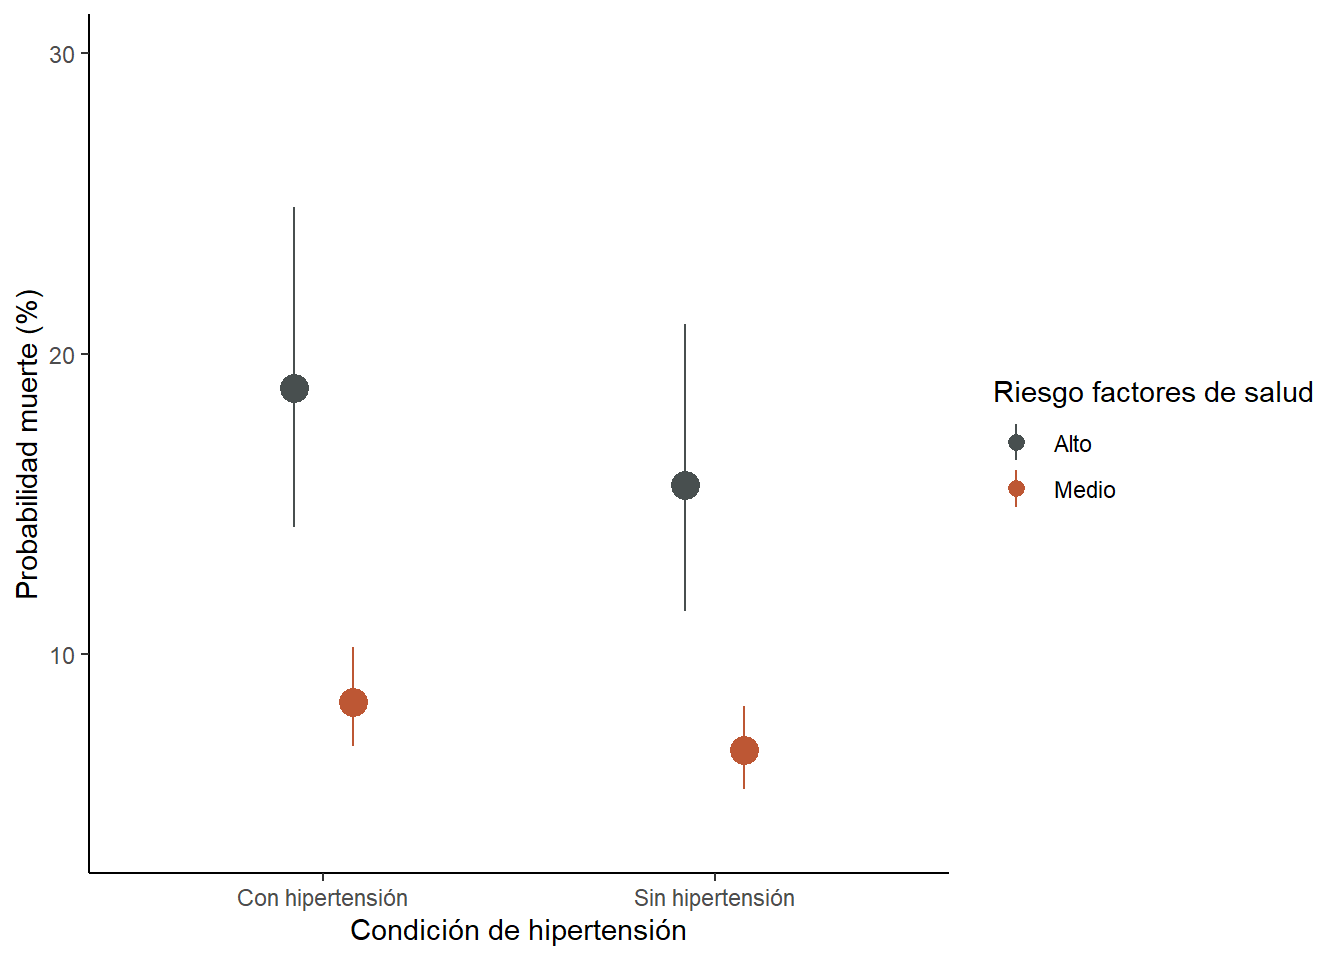 30
20
10
Probabilidad muerte (%)
Con hipertensión
Sin hipertensión
Condición de hipertensión
Riesgo factores de salud
Alto
Medio